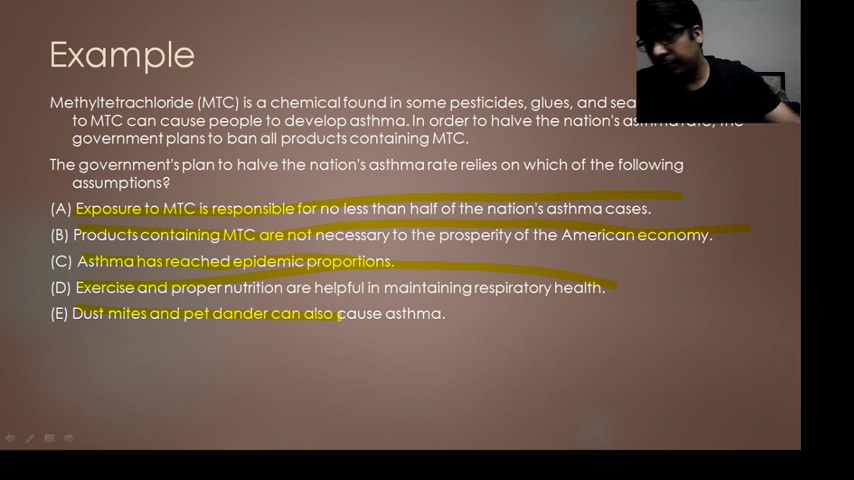 Example
Methyltetrachloride (MTC) is a chemical found in some pesticides, glues, and
to MTC can cause people to develop asthma. In order to halve the nation's
government plans to ban all products containing MTC.
The government's plan to halve the nation's asthma rate relies on which of the following
assumptions?
(A) Exposure to MTC is responsible for no less than half of the nation's asthma cases.
(B) Products containing MTC are not necessary to the prosperity of the American economy.
(C) Asthma has reached epidemic proportions.
(D) Exercise and proper nutrition are helpful in maintaining respiratory health.
(E) Dust mites and pet dander can also cause asthma.